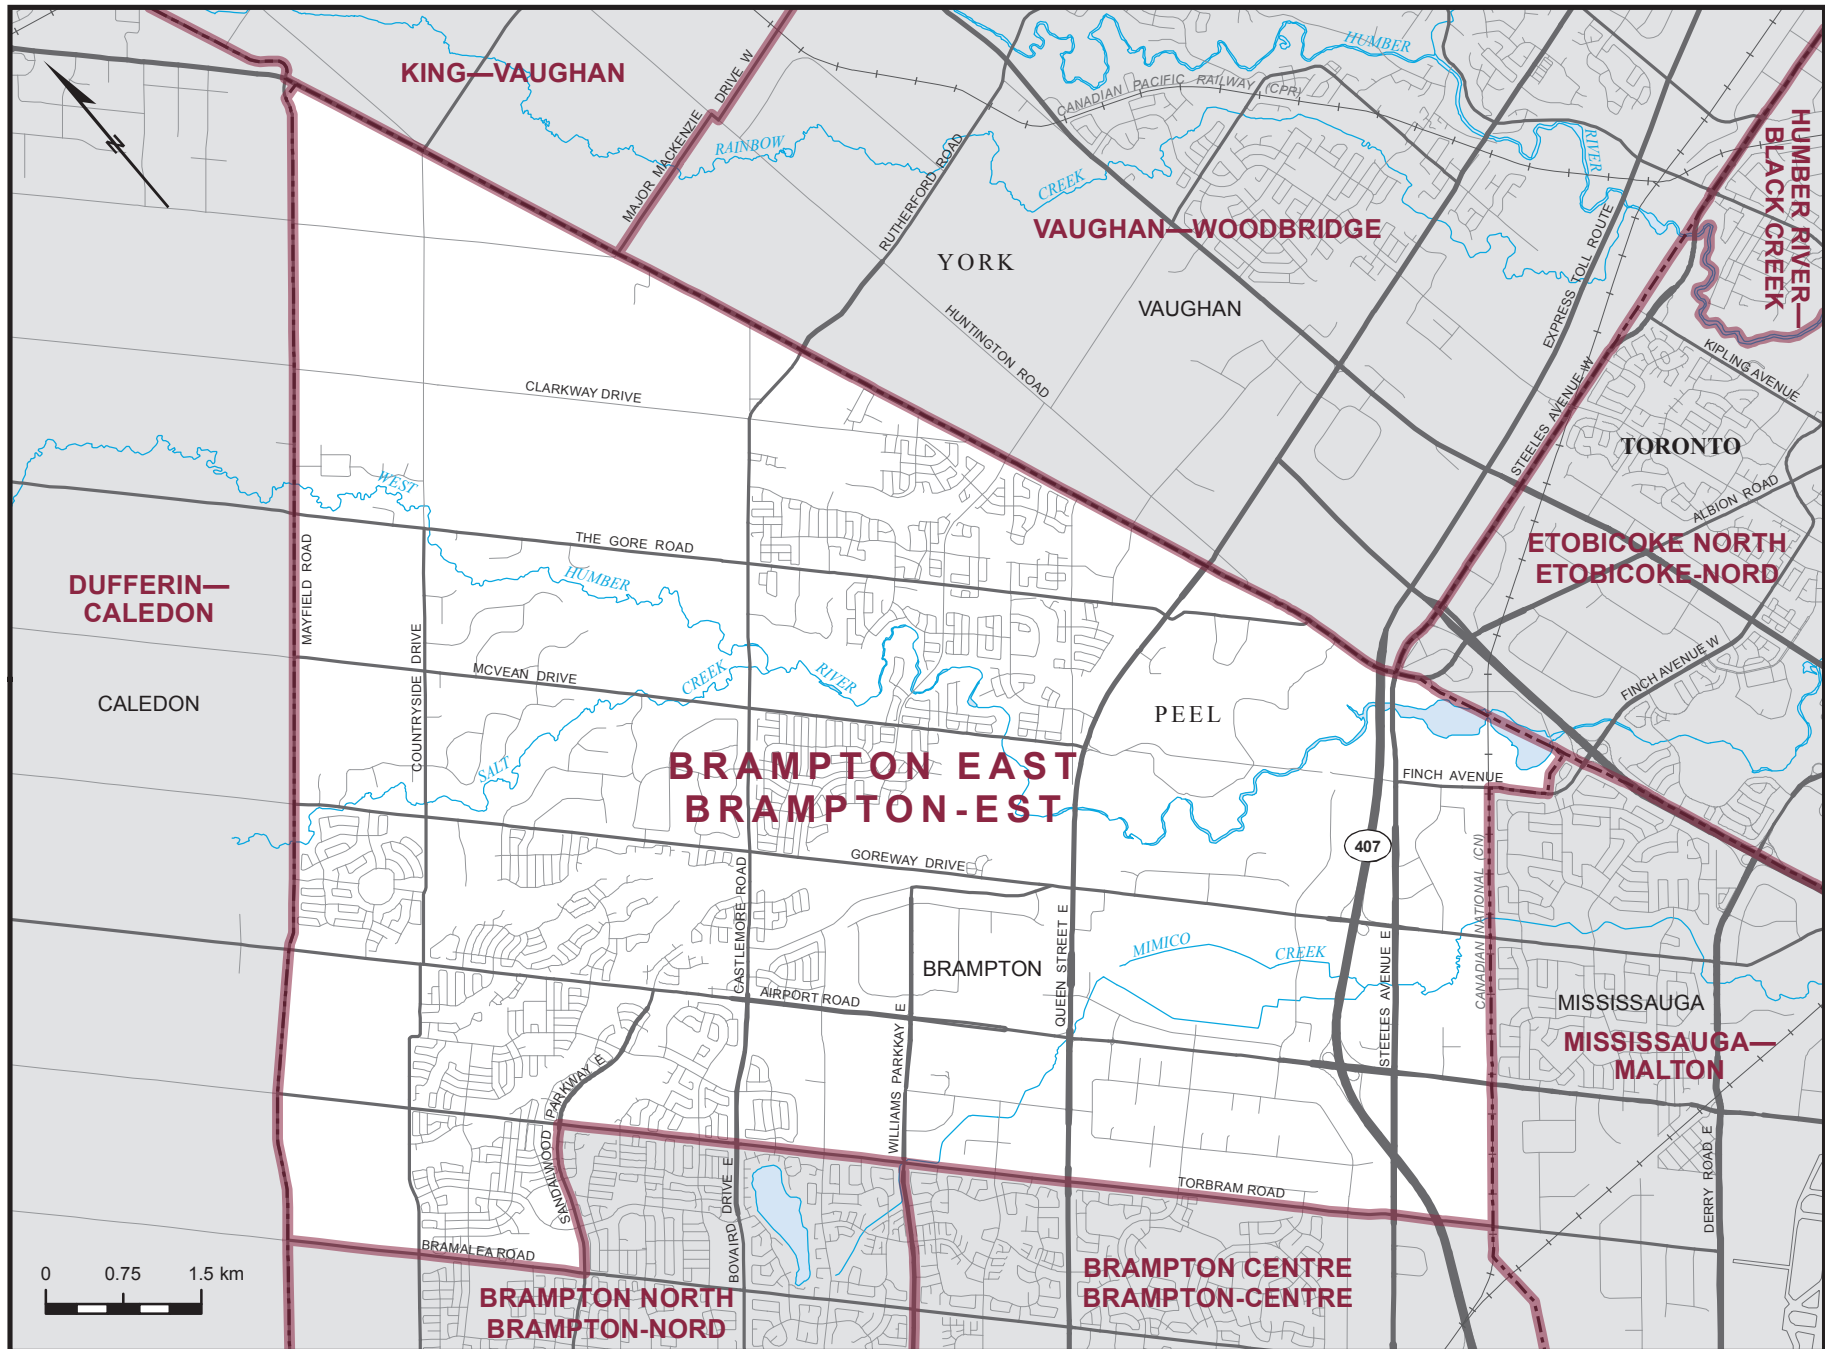 KING—VAUGHAN
N
MAJOR MACKENZIE DRIVE W
RAINBOW
CREEK
HUMBER
RIVER
CANADIAN PACIFIC RAILWAY (CPR)
RUTHERFORD ROAD
VAUGHAN—WOODBRIDGE
YORK
VAUGHAN
HUNTINGTON ROAD
EXPRESS TOLL ROUTE
STEELES AVENUE W
HUMBER RIVER—
BLACK CREEK
KIPLING AVENUE
TORONTO
ALBION ROAD
ETOBICOKE NORTH
ETOBICOKE-NORD
FINCH AVENUE W
CLARKWAY DRIVE
WEST
HUMBER
RIVER
THE GORE ROAD
MAYFIELD ROAD
DUFFERIN—
CALEDON
CALEDON
COUNTRYSIDE DRIVE
MCVEAN DRIVE
SALT
CREEK
PEEL
BRAMPTON EAST
BRAMPTON-EST
FINCH AVENUE
407
GOREWAY DRIVE
CASTLEMORE ROAD
QUEEN STREET E
MIMICO
CREEK
CANADIAN NATIONAL (CN)
BRAMPTON
AIRPORT ROAD
STEELES AVENUE E
MISSISSAUGA
MISSISSAUGA—
MALTON
WILLIAMS PARKKAY E
SANDALWOOD PARKWAY E
BOVAIRD DRIVE E
TORBRAM ROAD
DERRY ROAD E
BRAMALEA ROAD
0 0.75 1.5 km
BRAMPTON NORTH
BRAMPTON-NORD
BRAMPTON CENTRE
BRAMPTON-CENTRE